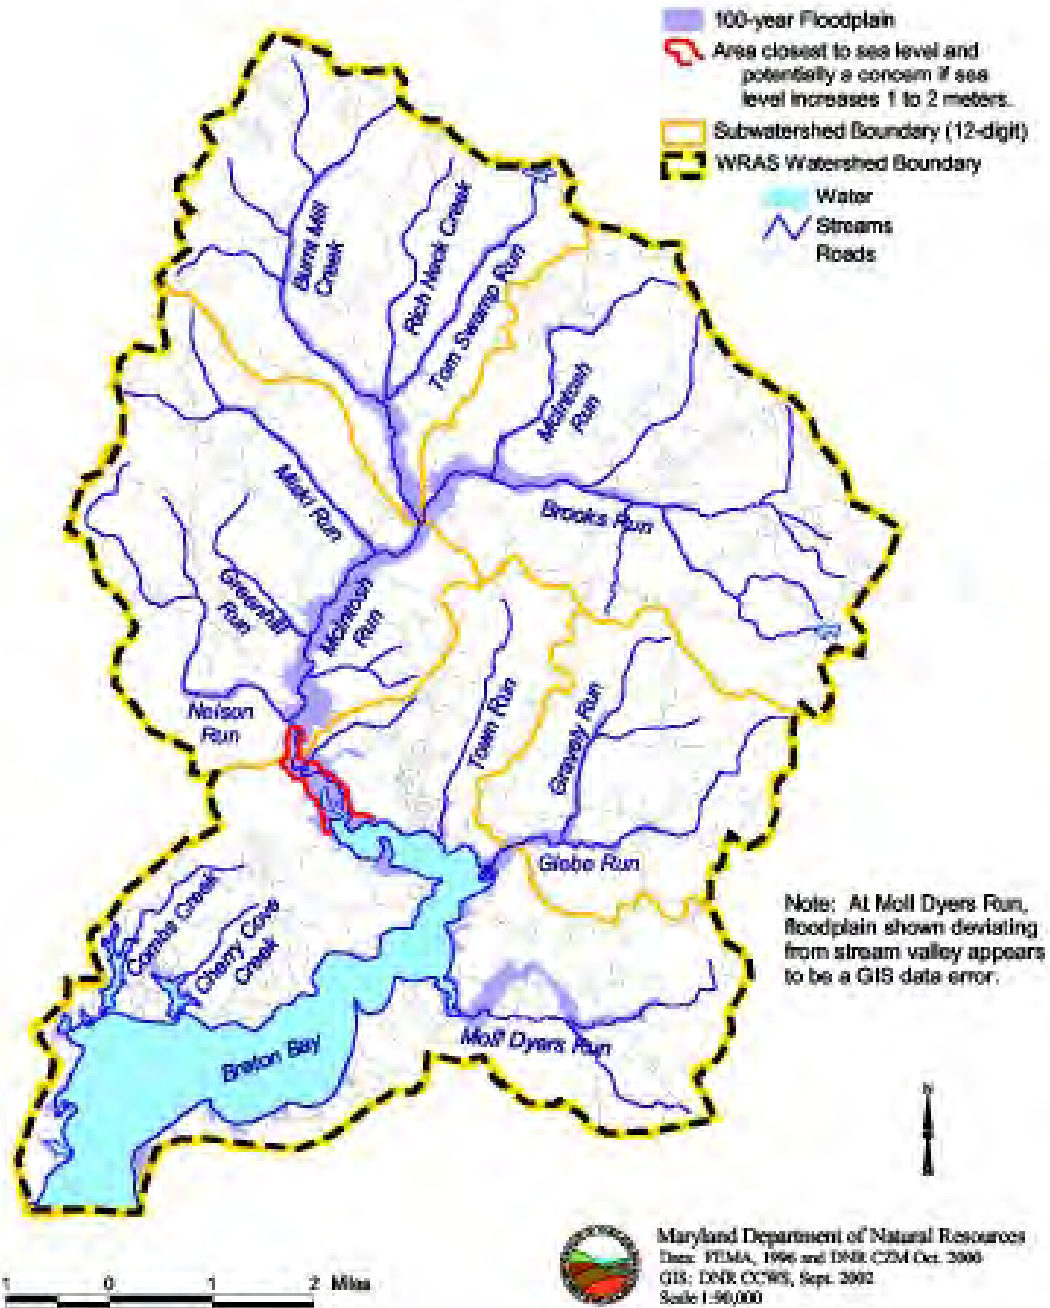 100-year Floodplain
Area closest to sea level and
potentially a concern if sea
level increases 1 to 2 meters.
Subwatershed Boundary (12-digit)
WRAS Watershed Boundary
Water
Streams
Roads
Burnt Mill
Creek
Rich Neck Creek
Tom Swamp Run
McIntosh
Run
Miski Run
Brooks Run
Greenhill
Run
McIntosh
Run
Nelson
Run
Town Run
Gravely Run
Glebe Run
Combs Creek
Cherry Cove
Creek
Note: At Moll Dyers Run,
floodplain shown deviating
from stream valley appears
to be a GIS data error.
Moll Dyers Run
Breton Bay
N
Maryland Department of Natural Resources
Data: FEMA, 1996 and DNR CZM Oct. 2000
GIS: DNR CCWS, Sept. 2002
Scale 1:90,000
1 0 1 2 Miles